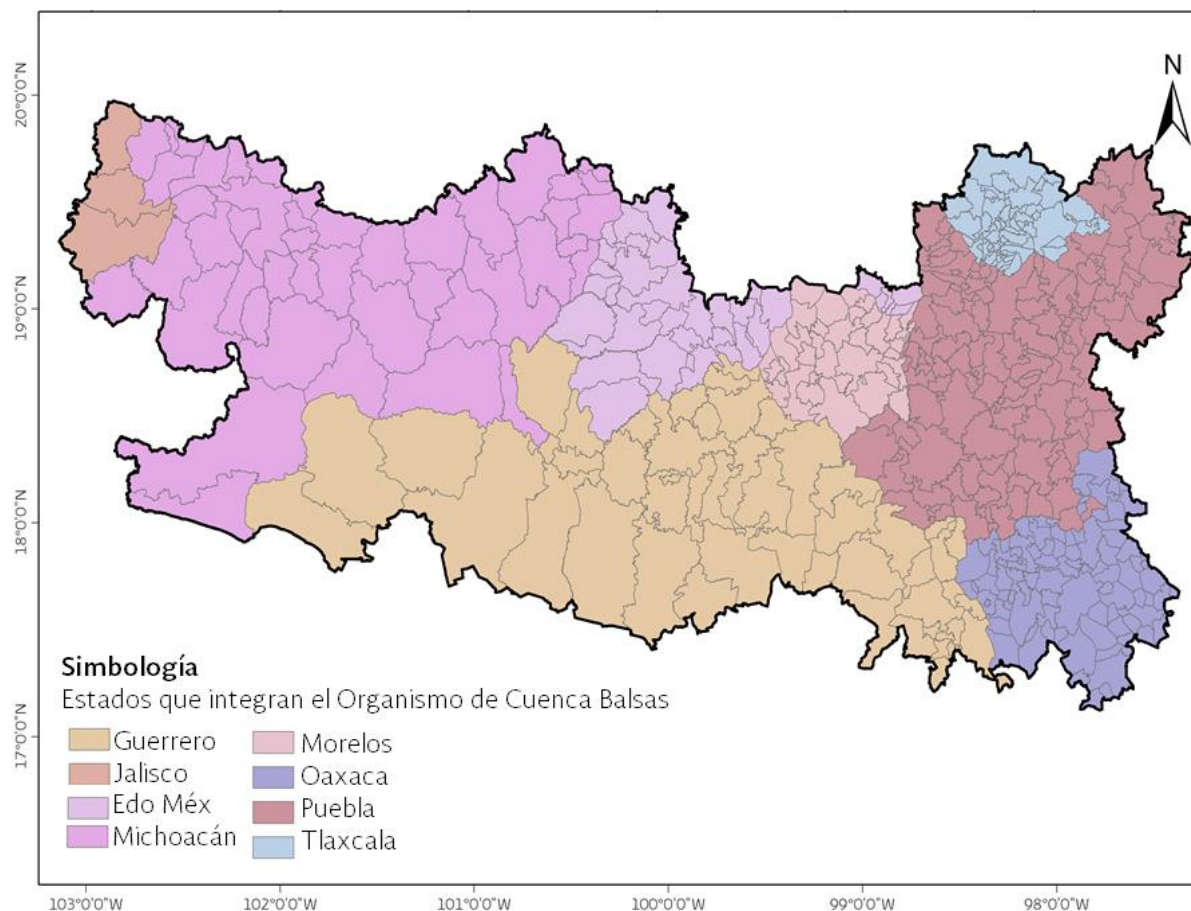 N
20°0'0"N
19°0'0"N
18°0'0"N
17°0'0"N
Simbología
Estados que integran el Organismo de Cuenca Balsas
Guerrero
Jalisco
Edo Méx
Michoacán
Morelos
Oaxaca
Puebla
Tlaxcala
103°0'0"W
102°0'0"W
101°0'0"W
100°0'0"W
99°0'0"W
98°0'0"W